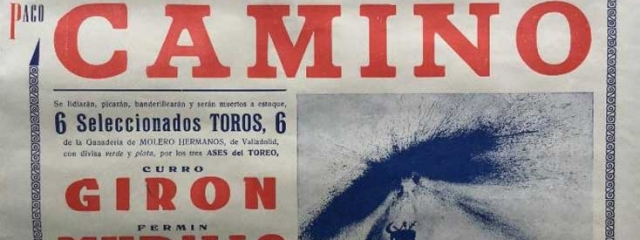 PACO
CAMINO
Se lidiarán, picarán, banderillearán y serán muertos a estoque,
6 Seleccionados TOROS, 6
de la Ganadería de MOLERO HERMANOS, de Valladolid,
con divisa verde y plata, por los tres ASES del TOREO,
CURRO
GIRON
FERMIN
MURILLO